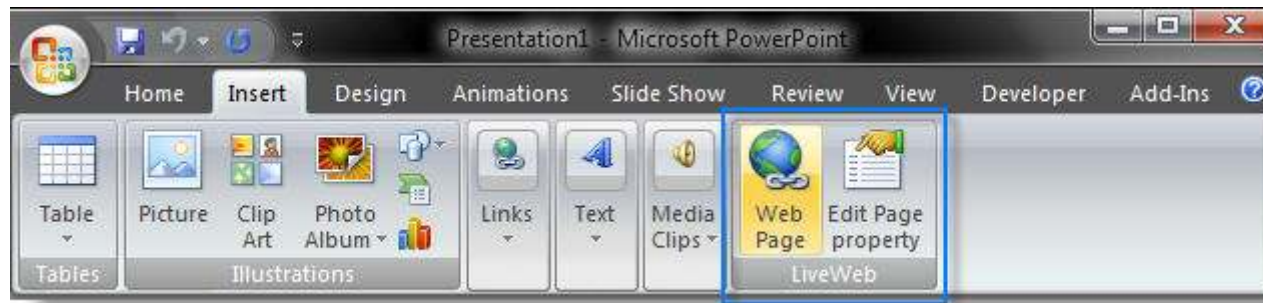 Presentation1 - Microsoft PowerPoint
Home Insert Design Animations Slide Show Review View Developer Add-Ins
Table Picture Clip Photo Links Text Media Web Edit Page
Art Album Clips Page property
Tables Illustrations LiveWeb